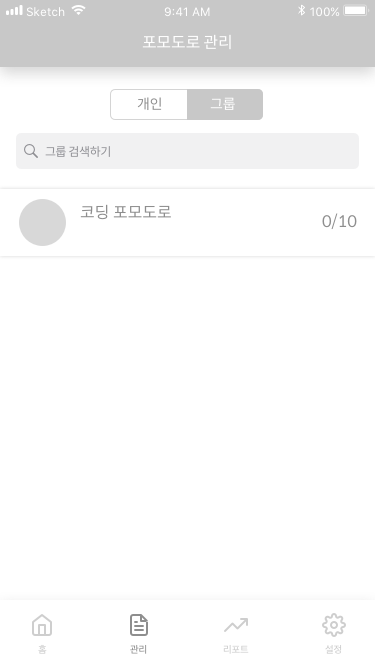 Sketch 9:41 AM 100%
포모도로 관리
개인 그룹
그룹 검색하기
코딩 포모도로 0/10
홈 관리 리포트 설정